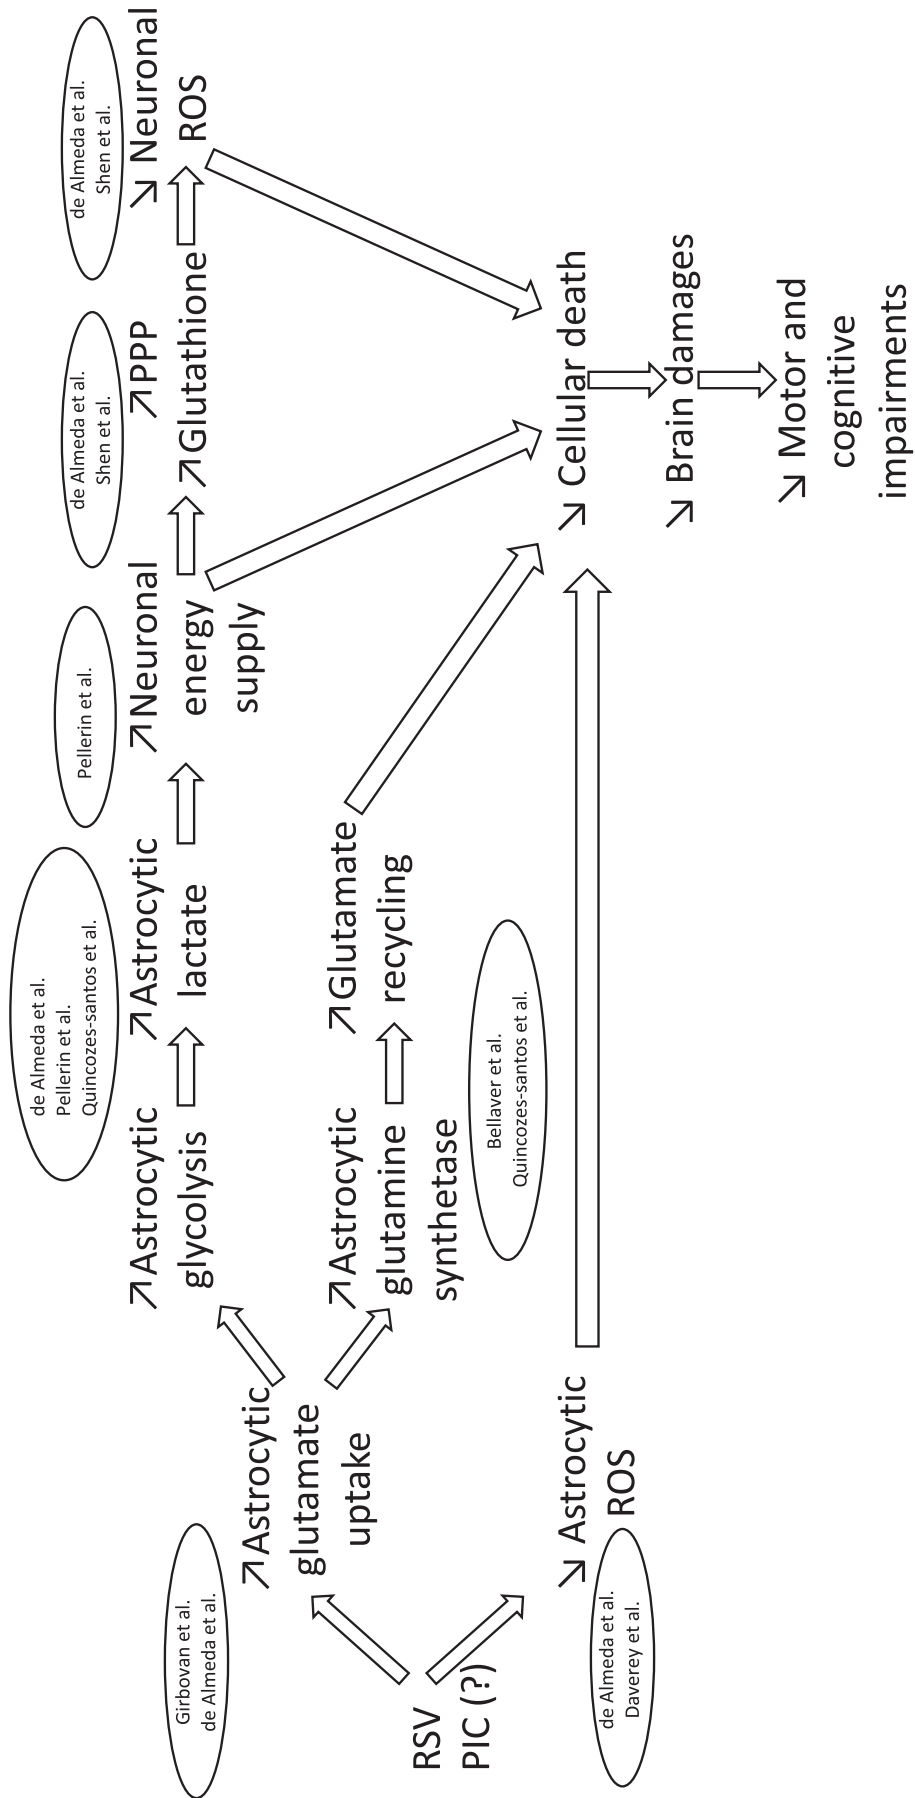 Girbovan et al.
de Almeda et al.
RSV
PIC (?)
↗Astrocytic
glutamate
uptake
↘ Astrocytic
ROS
de Almeda et al.
Daverey et al.
↗Astrocytic
glycolysis
de Almeda et al.
Pellerin et al.
Quincozes-santos et al.
↗Astrocytic
lactate
Pellerin et al.
↗Neuronal
energy
supply
de Almeda et al.
Shen et al.
↗PPP
↗Glutathione
de Almeda et al.
Shen et al.
↘ Neuronal
ROS
↗Astrocytic
glutamine
synthetase
↗Glutamate
recycling
Bellaver et al.
Quincozes-santos et al.
↘ Cellular death
↘ Brain damages
↘ Motor and
cognitive
impairments